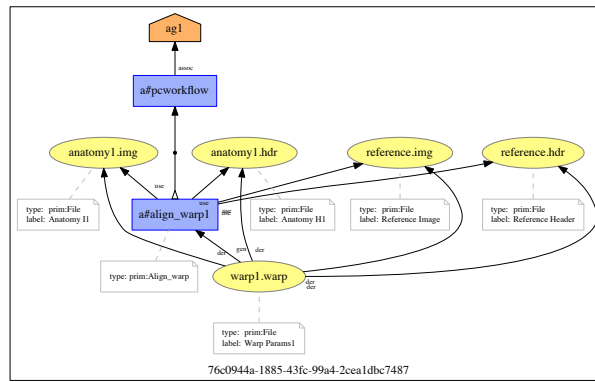 ag1
assoc
a#pcworkflow
anatomy1.img
anatomy1.hdr
reference.img
reference.hdr
use
use
type: prim:File
label: Anatomy I1
a#align_warp1
type: prim:File
label: Anatomy H1
type: prim:File
label: Reference Image
type: prim:File
label: Reference Header
der
gen
der
type: prim:Align_warp
warp1.warp
der
der
type: prim:File
label: Warp Params1
76c0944a-1885-43fc-99a4-2cea1dbc7487